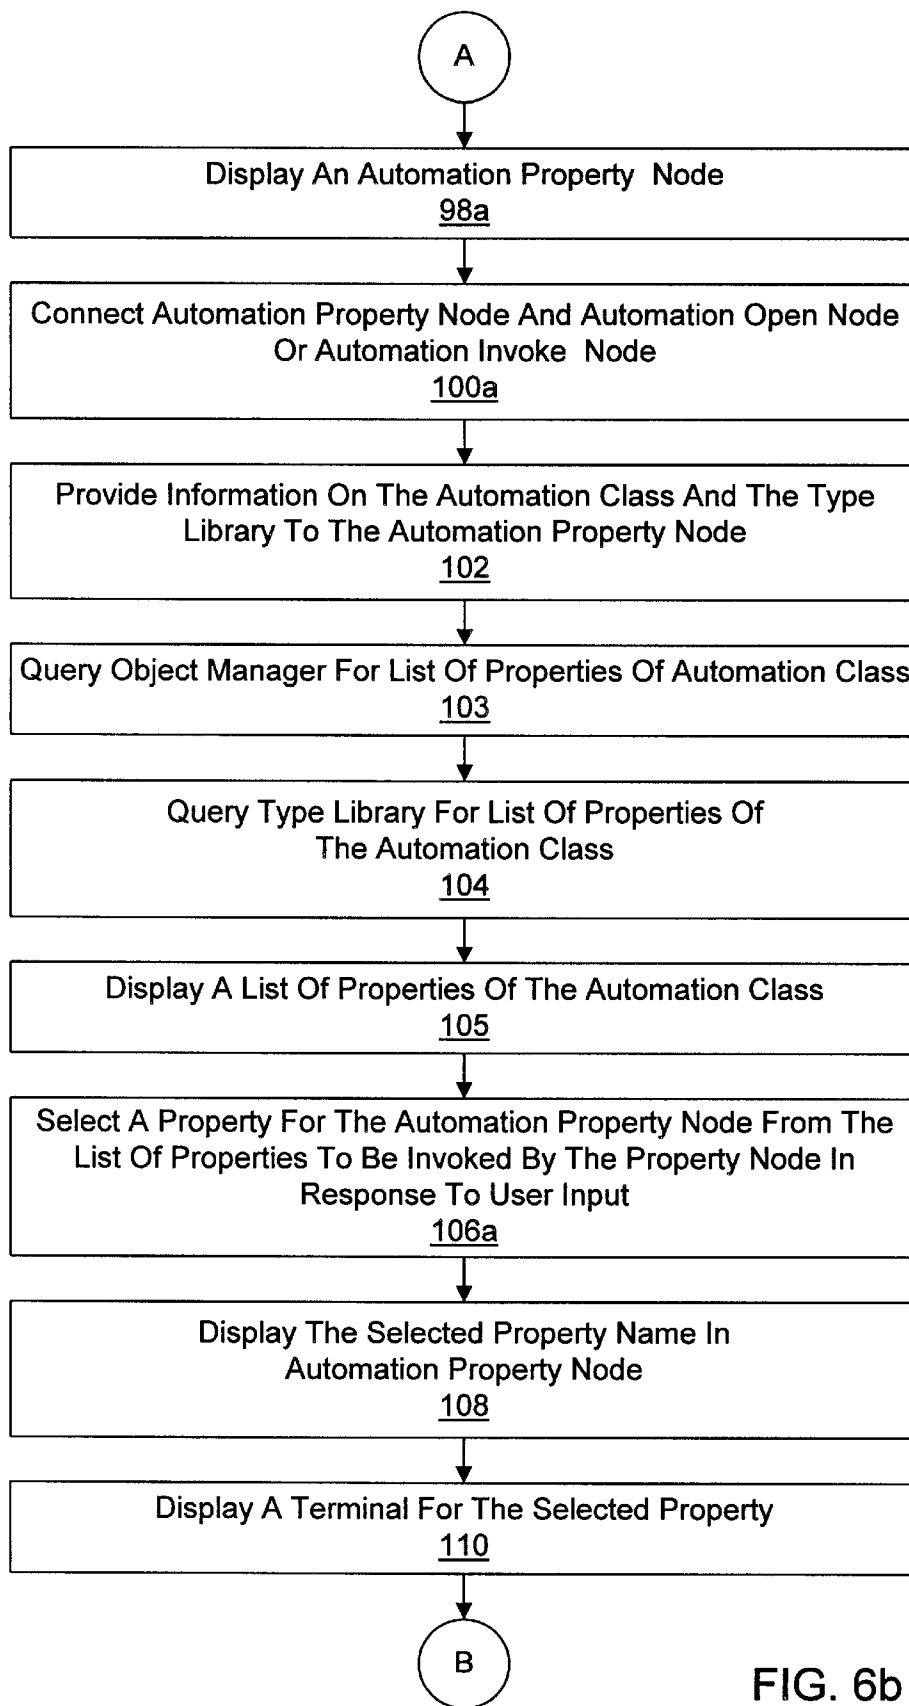 A
Display An Automation Property Node
98a
Connect Automation Property Node And Automation Open Node
Or Automation Invoke Node
100a
Provide Information On The Automation Class And The Type
Library To The Automation Property Node
102
Query Object Manager For List Of Properties Of Automation Class
103
Query Type Library For List Of Properties Of
The Automation Class
104
Display A List Of Properties Of The Automation Class
105
Select A Property For The Automation Property Node From The
List Of Properties To Be Invoked By The Property Node In
Response To User Input
106a
Display The Selected Property Name In
Automation Property Node
108
Display A Terminal For The Selected Property
110
B
FIG. 6b